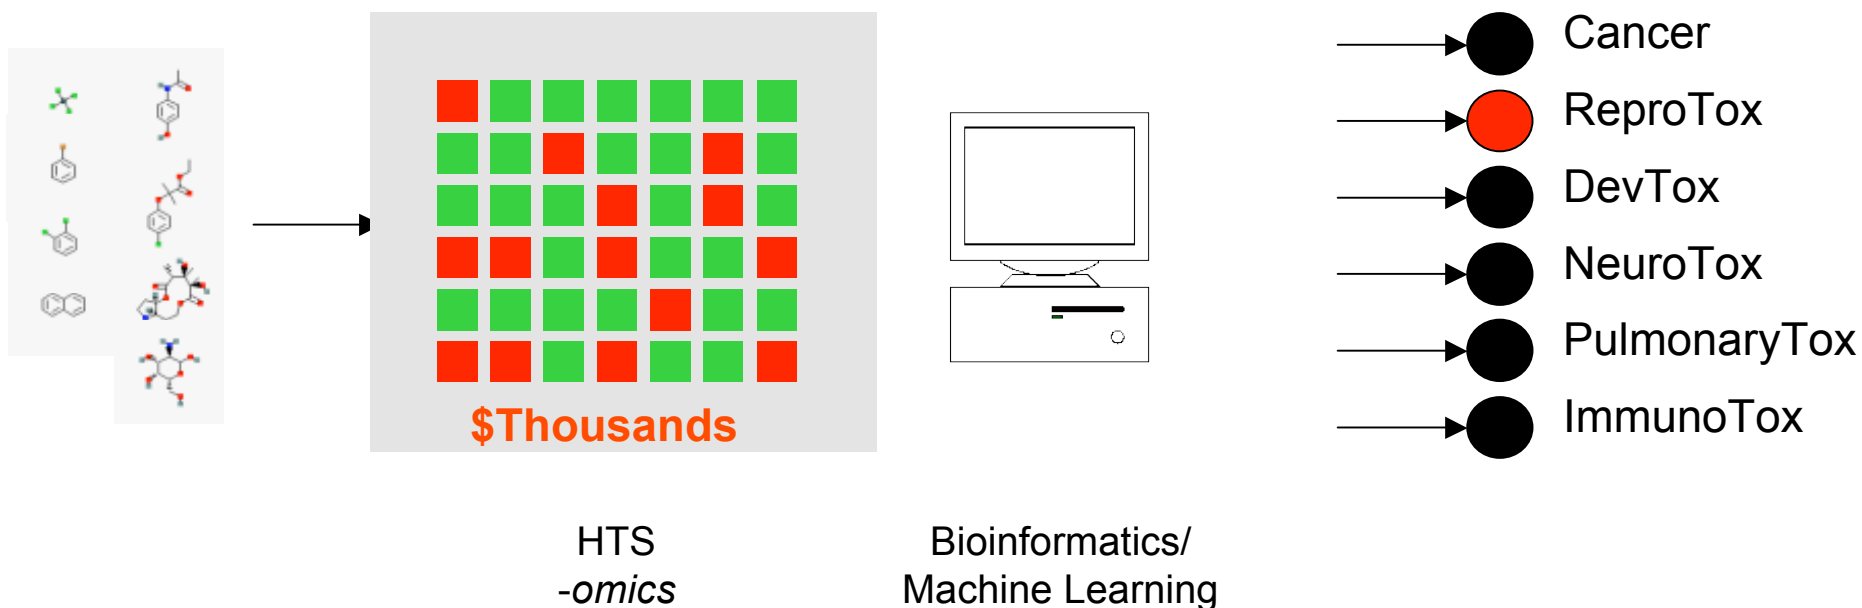 Cancer
ReproTox
DevTox
NeuroTox
PulmonaryTox
ImmunoTox
$Thousands
HTS
-omics
Bioinformatics/
Machine Learning